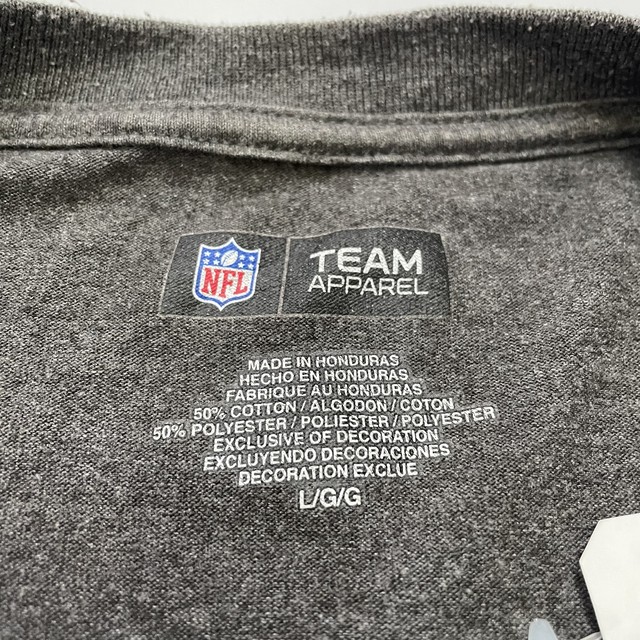 NFL
TEAM
APPAREL
MADE IN HONDURAS
HECHO EN HONDURAS
FABRIQUE AU HONDURAS
50% COTTON / ALGODON / COTON
50% POLYESTER / POLIESTER / POLYESTER
EXCLUSIVE OF DECORATION
EXCLUYENDO DECORACIONES
DECORATION EXCLUE
L/G/G